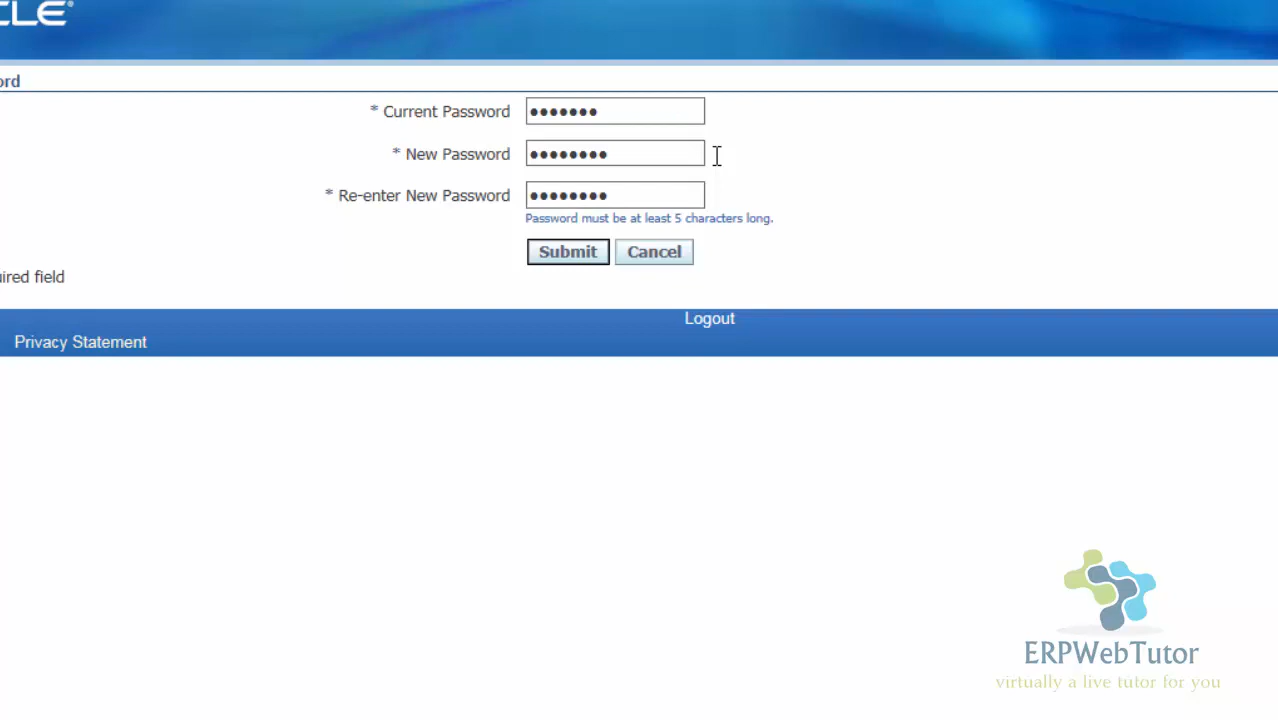 CLE®
ord
* Current Password •••••••
* New Password ••••••••
* Re-enter New Password ••••••••
Password must be at least 5 characters long.
Submit Cancel
uired field
Logout
Privacy Statement
ERPWebTutor
virtually a live tutor for you